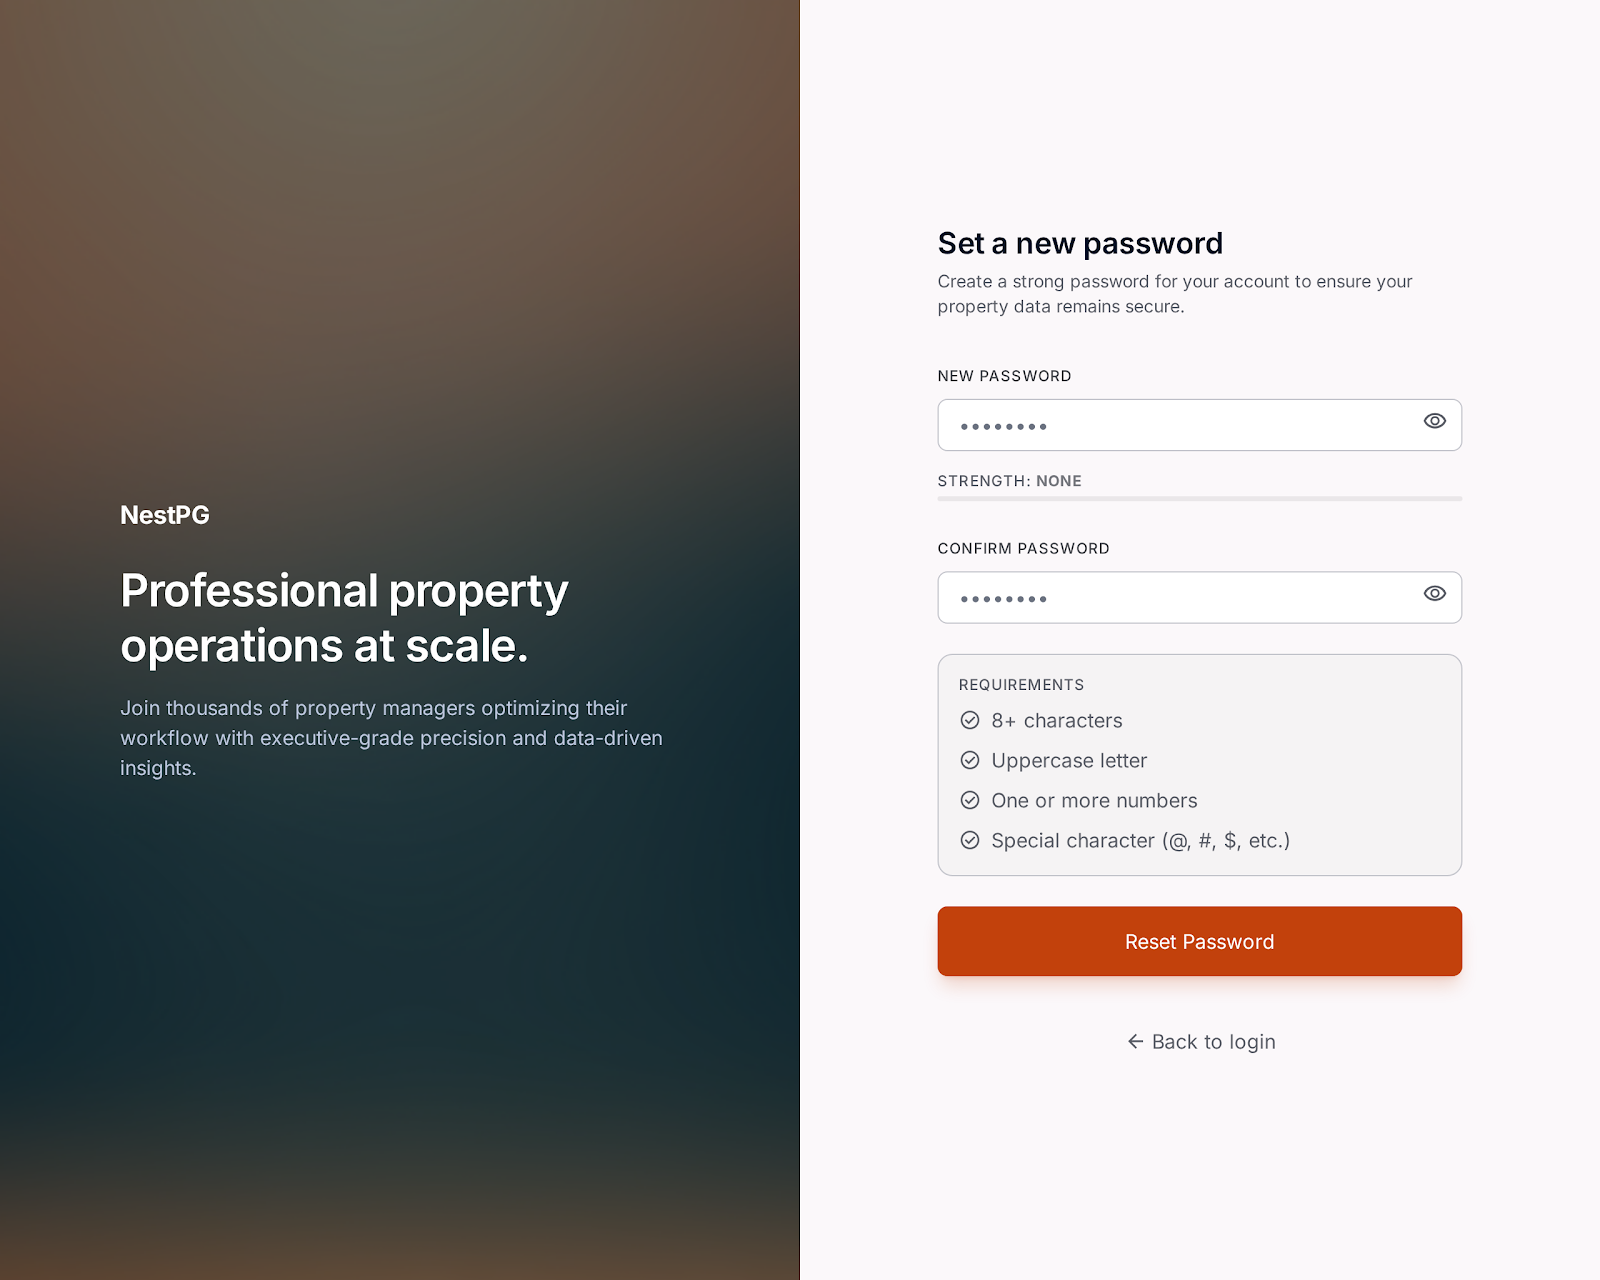 NestPG
Professional property
operations at scale.
Join thousands of property managers optimizing their
workflow with executive-grade precision and data-driven
insights.
Set a new password
Create a strong password for your account to ensure your
property data remains secure.
NEW PASSWORD
••••••••
STRENGTH: NONE
CONFIRM PASSWORD
••••••••
REQUIREMENTS
8+ characters
Uppercase letter
One or more numbers
Special character (@, #, $, etc.)
Reset Password
← Back to login